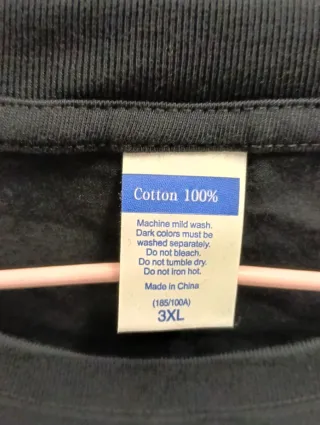 Cotton 100%
Machine mild wash.
Dark colors must be
washed separately.
Do not bleach.
Do not tumble dry.
Do not iron hot.
Made in China
(185/100A)
3XL